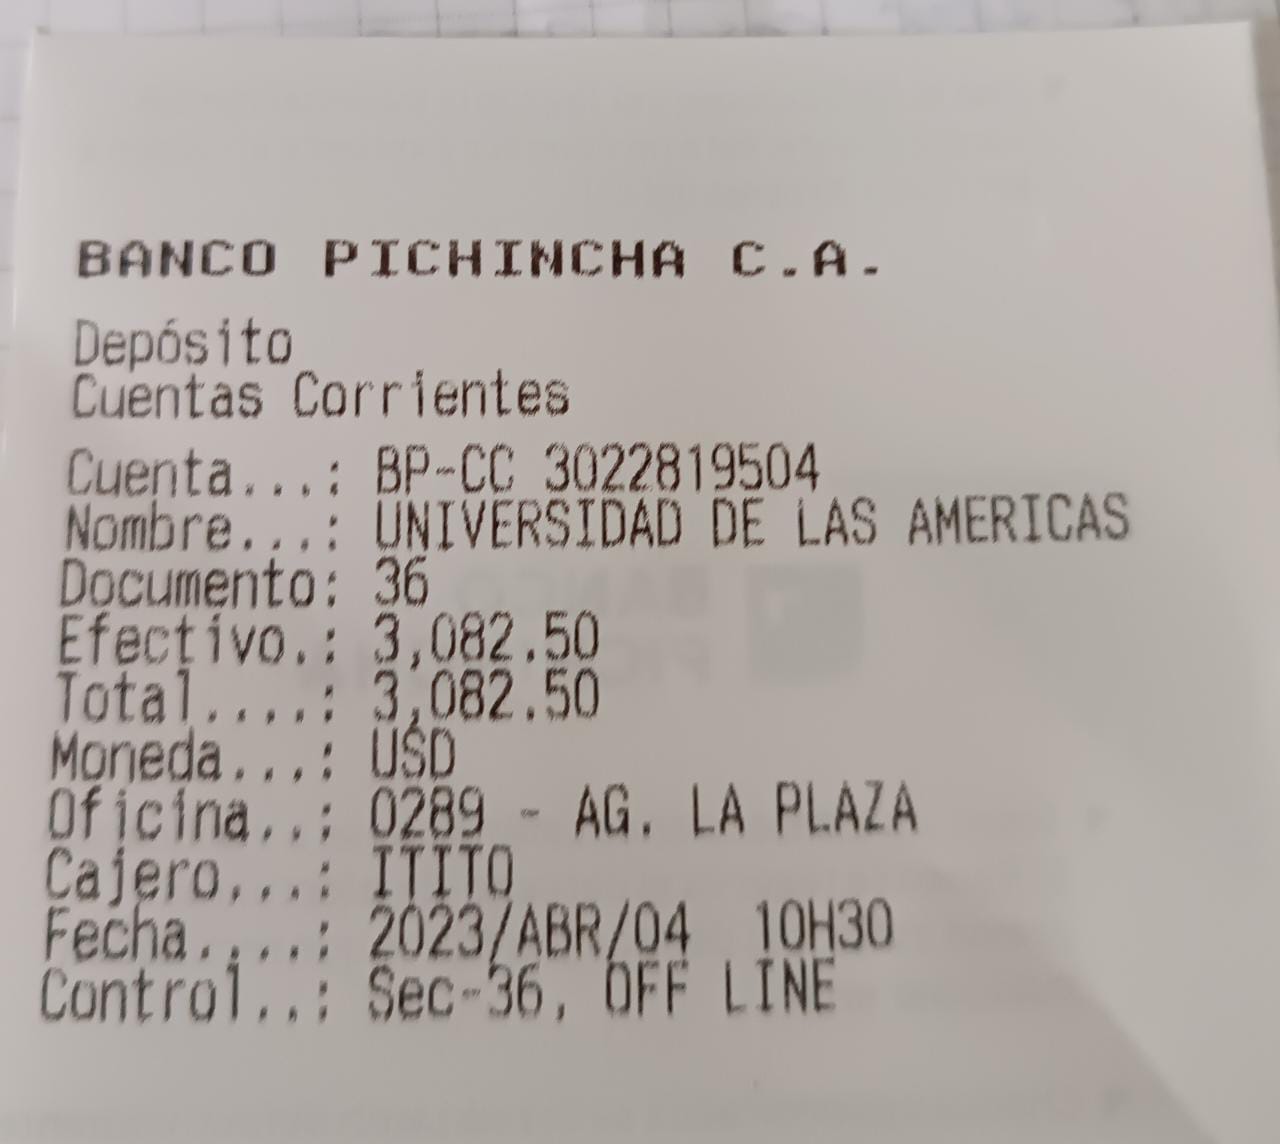 BANCO PICHINCHA C.A.
Depósito
Cuentas Corrientes
Cuenta...: BP-CC 3022819504
Nombre...: UNIVERSIDAD DE LAS AMERICAS
Documento: 36
Efectivo.: 3,082.50
Total....: 3,082.50
Moneda...: USD
Oficina..: 0289 - AG. LA PLAZA
Cajero...: ITITO
Fecha....: 2023/ABR/04 10H30
Control..: Sec-36, OFF LINE